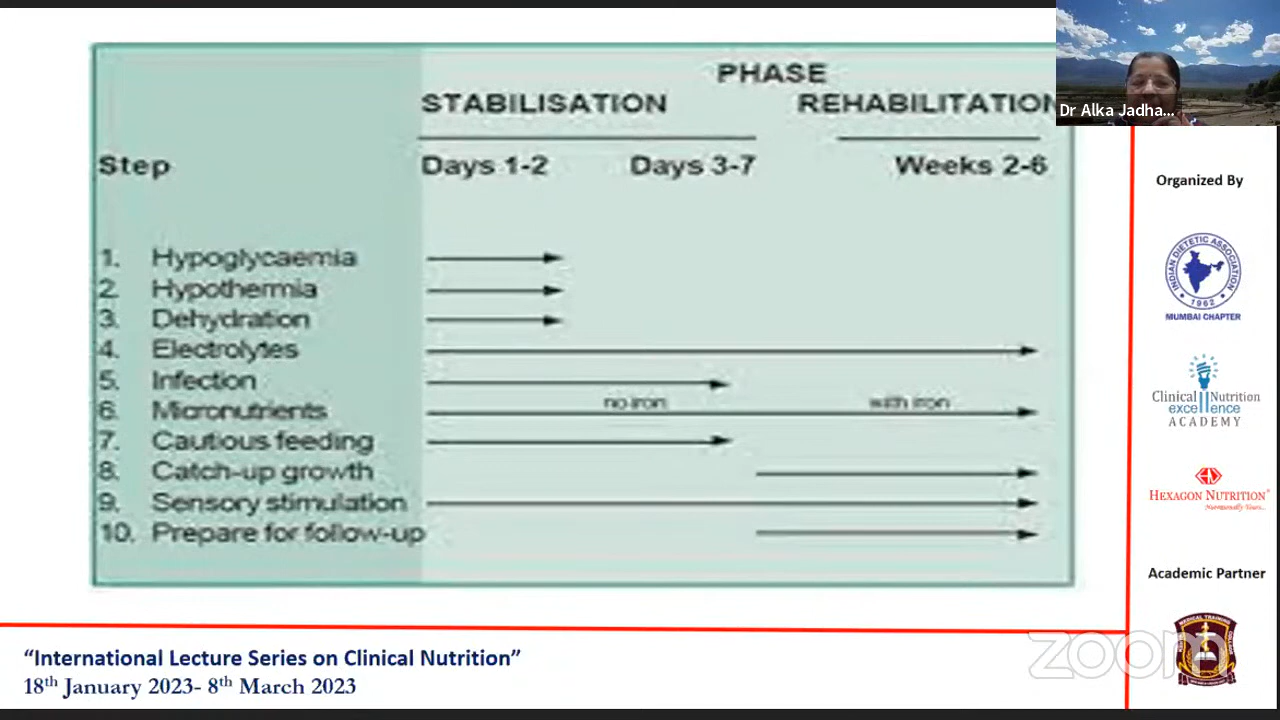 PHASE
STABILISATION REHABILITATION
Step Days 1-2 Days 3-7 Weeks 2-6
1. Hypoglycaemia
2. Hypothermia
3. Dehydration
4. Electrolytes
5. Infection
no iron with iron
6. Micronutrients
7. Cautious feeding
8. Catch-up growth
9. Sensory stimulation
10. Prepare for follow-up
Dr Alka Jadha...
Organized By
INDIAN DIETETIC ASSOCIATION
1962
MUMBAI CHAPTER
Clinical Nutrition
excellence
ACADEMY
HEXAGON NUTRITION
Nutritionally Yours...
Academic Partner
MEDICAL TRAINING
“International Lecture Series on Clinical Nutrition”
18th January 2023- 8th March 2023
zoom